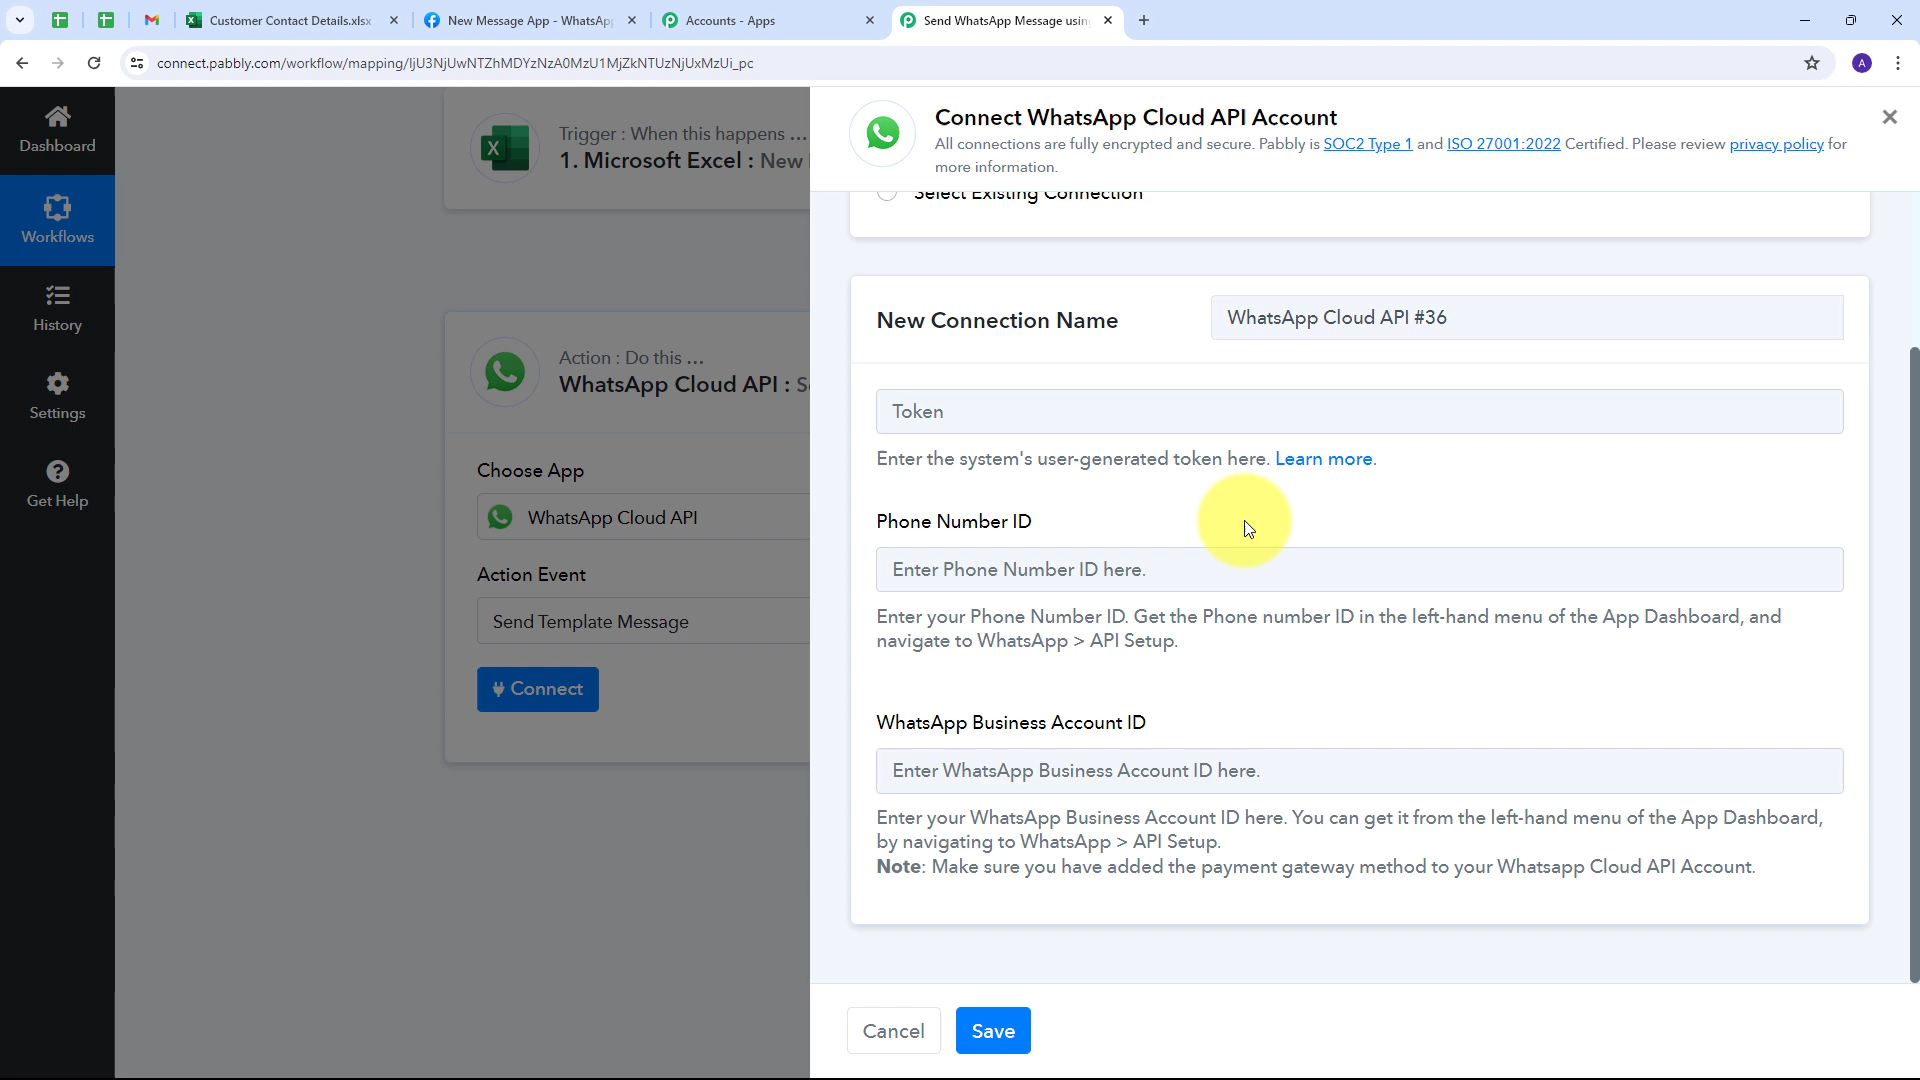 Customer Contact Details.xlsx
New Message App - WhatsApp
Accounts - Apps
Send WhatsApp Message usin
connect.pabbly.com/workflow/mapping/IjU3NjUwNTZhMDYzNzA0MzU1MjZkNTUzNjUxMzUi_pc
A
Dashboard
Workflows
History
Settings
Get Help
Trigger : When this happens ...
1. Microsoft Excel : New
Action : Do this ...
WhatsApp Cloud API : S
Choose App
WhatsApp Cloud API
Action Event
Send Template Message
Connect
Connect WhatsApp Cloud API Account
All connections are fully encrypted and secure. Pabbly is SOC2 Type 1 and ISO 27001:2022 Certified. Please review privacy policy for
more information.
Select Existing Connection
New Connection Name
WhatsApp Cloud API #36
Token
Enter the system's user-generated token here. Learn more.
Phone Number ID
Enter Phone Number ID here.
Enter your Phone Number ID. Get the Phone number ID in the left-hand menu of the App Dashboard, and
navigate to WhatsApp > API Setup.
WhatsApp Business Account ID
Enter WhatsApp Business Account ID here.
Enter your WhatsApp Business Account ID here. You can get it from the left-hand menu of the App Dashboard,
by navigating to WhatsApp > API Setup.
Note: Make sure you have added the payment gateway method to your Whatsapp Cloud API Account.
Cancel
Save